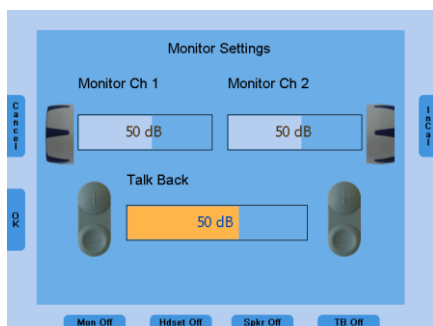 Monitor Settings
Monitor Ch 1
Monitor Ch 2
Cancel
InCal
50 dB
50 dB
Talk Back
OK
50 dB
Mon Off
Hdset Off
Spkr Off
TB Off